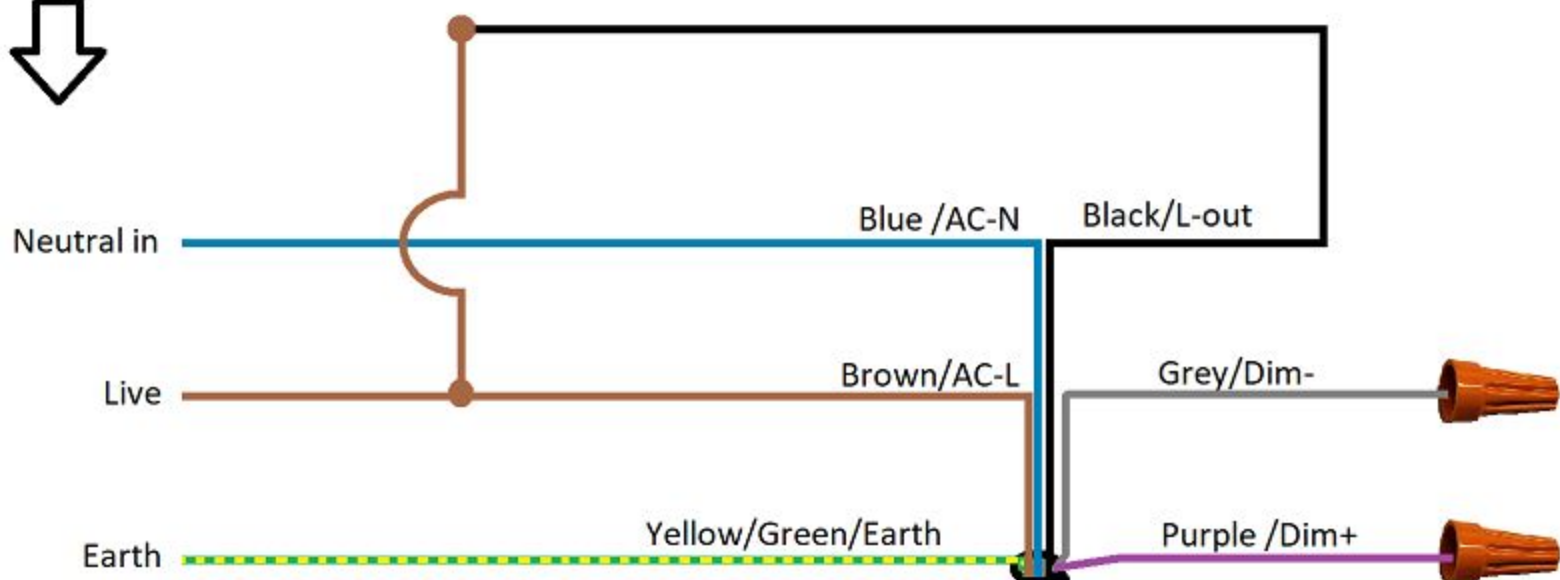 Blue /AC-N
Black/L-out
Neutral in
Brown/AC-L
Grey/Dim-
Live
Yellow/Green/Earth
Purple /Dim+
Earth